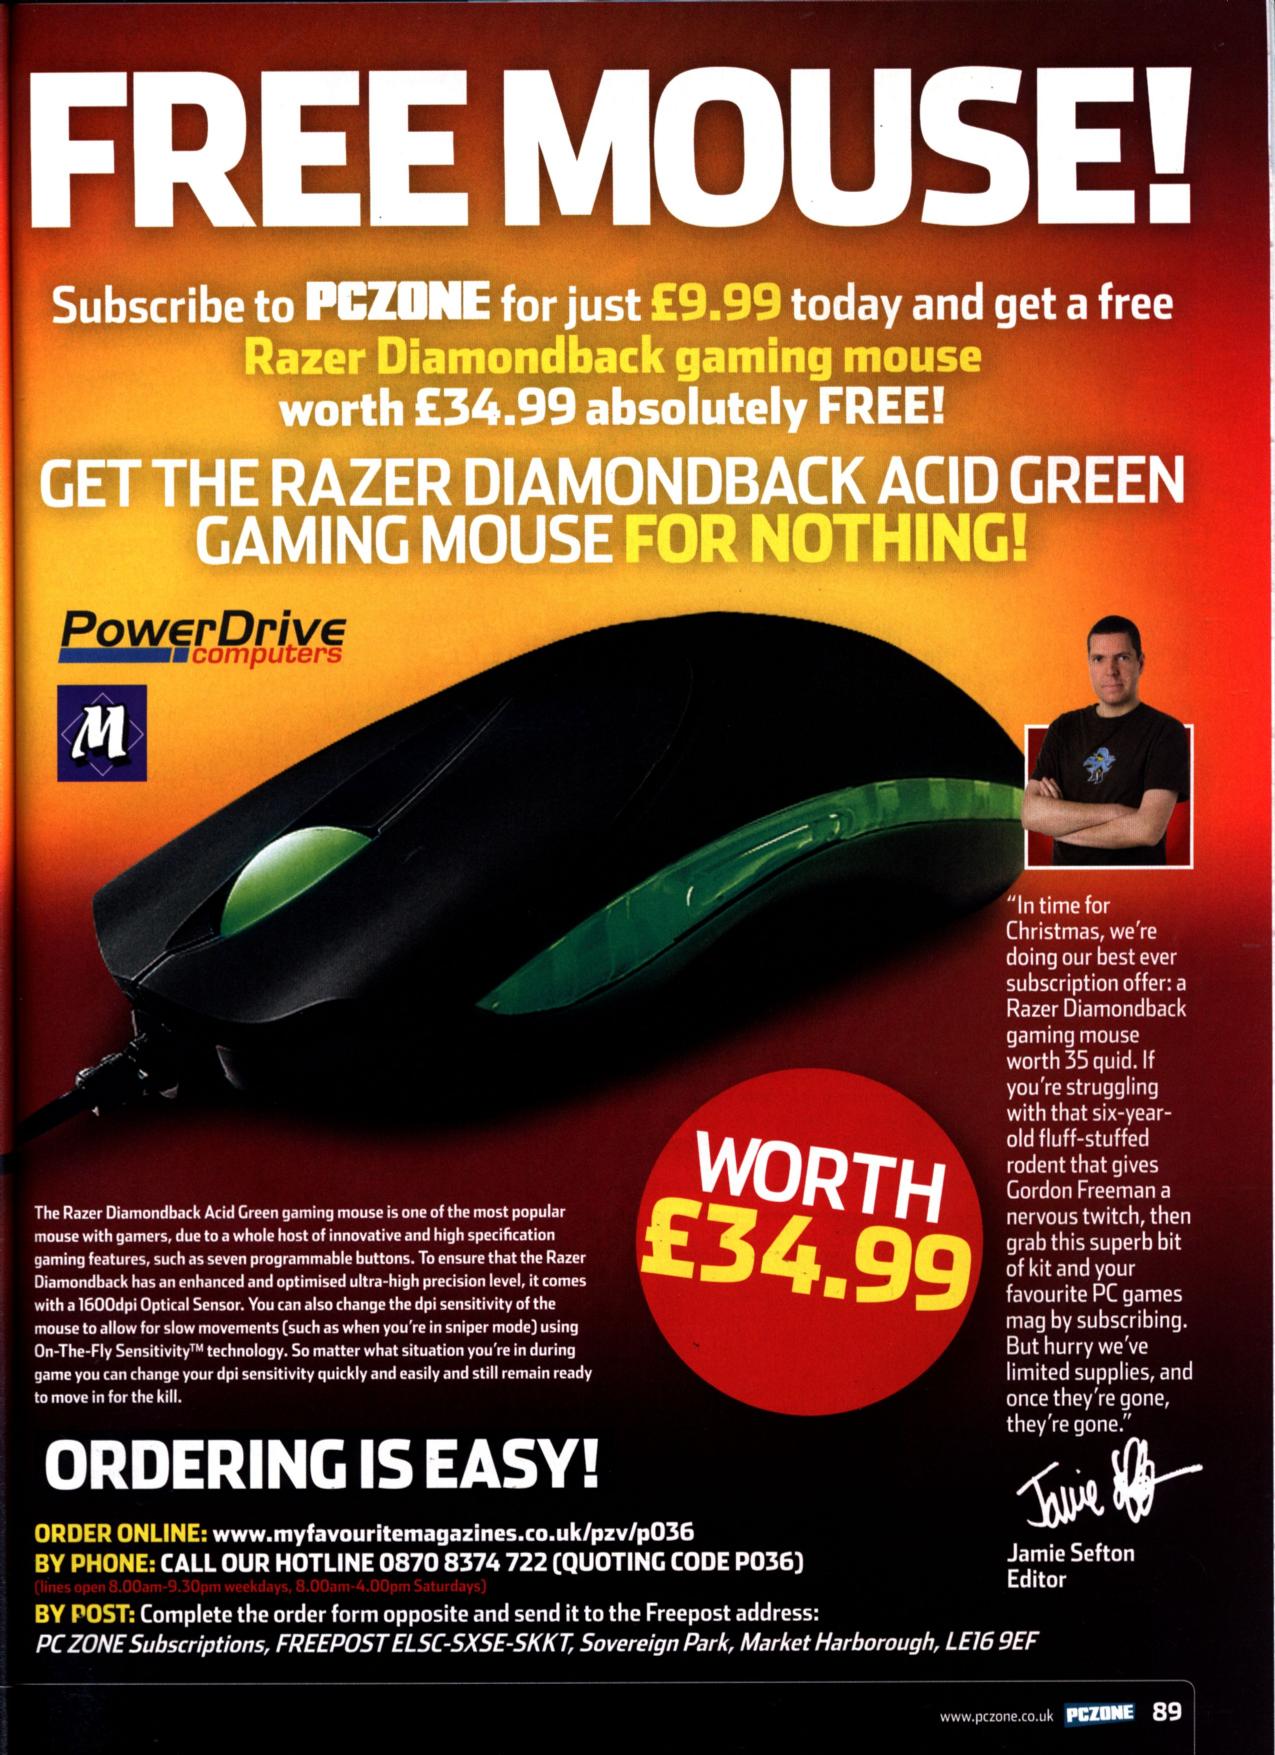 FREE MOUSE!
Subscribe to PCZONE for just £9.99 today and get a free
Razer Diamondback gaming mouse
worth £34.99 absolutely FREE!
GET THE RAZER DIAMONDBACK ACID GREEN
GAMING MOUSE FOR NOTHING!
PowerDrive
computers
M
"In time for
Christmas, we're
doing our best ever
subscription offer: a
Razer Diamondback
gaming mouse
worth 35 quid. If
you're struggling
with that six-year-
old fluff-stuffed
rodent that gives
Gordon Freeman a
nervous twitch, then
grab this superb bit
of kit and your
favourite PC games
mag by subscribing.
But hurry we've
limited supplies, and
once they're gone,
they're gone."
Jamie
Jamie Sefton
Editor
WORTH
£34.99
The Razer Diamondback Acid Green gaming mouse is one of the most popular
mouse with gamers, due to a whole host of innovative and high specification
gaming features, such as seven programmable buttons. To ensure that the Razer
Diamondback has an enhanced and optimised ultra-high precision level, it comes
with a 1600dpi Optical Sensor. You can also change the dpi sensitivity of the
mouse to allow for slow movements (such as when you're in sniper mode) using
On-The-Fly Sensitivity™ technology. So matter what situation you're in during
game you can change your dpi sensitivity quickly and easily and still remain ready
to move in for the kill.
ORDERING IS EASY!
ORDER ONLINE: www.myfavouritemagazines.co.uk/pzv/p036
BY PHONE: CALL OUR HOTLINE 0870 8374 722 (QUOTING CODE P036)
(lines open 8.00am-9.30pm weekdays, 8.00am-4.00pm Saturdays)
BY POST: Complete the order form opposite and send it to the Freepost address:
PC ZONE Subscriptions, FREEPOST ELSC-SXSE-SKKT, Sovereign Park, Market Harborough, LE16 9EF
www.pczone.co.uk PCZONE 89